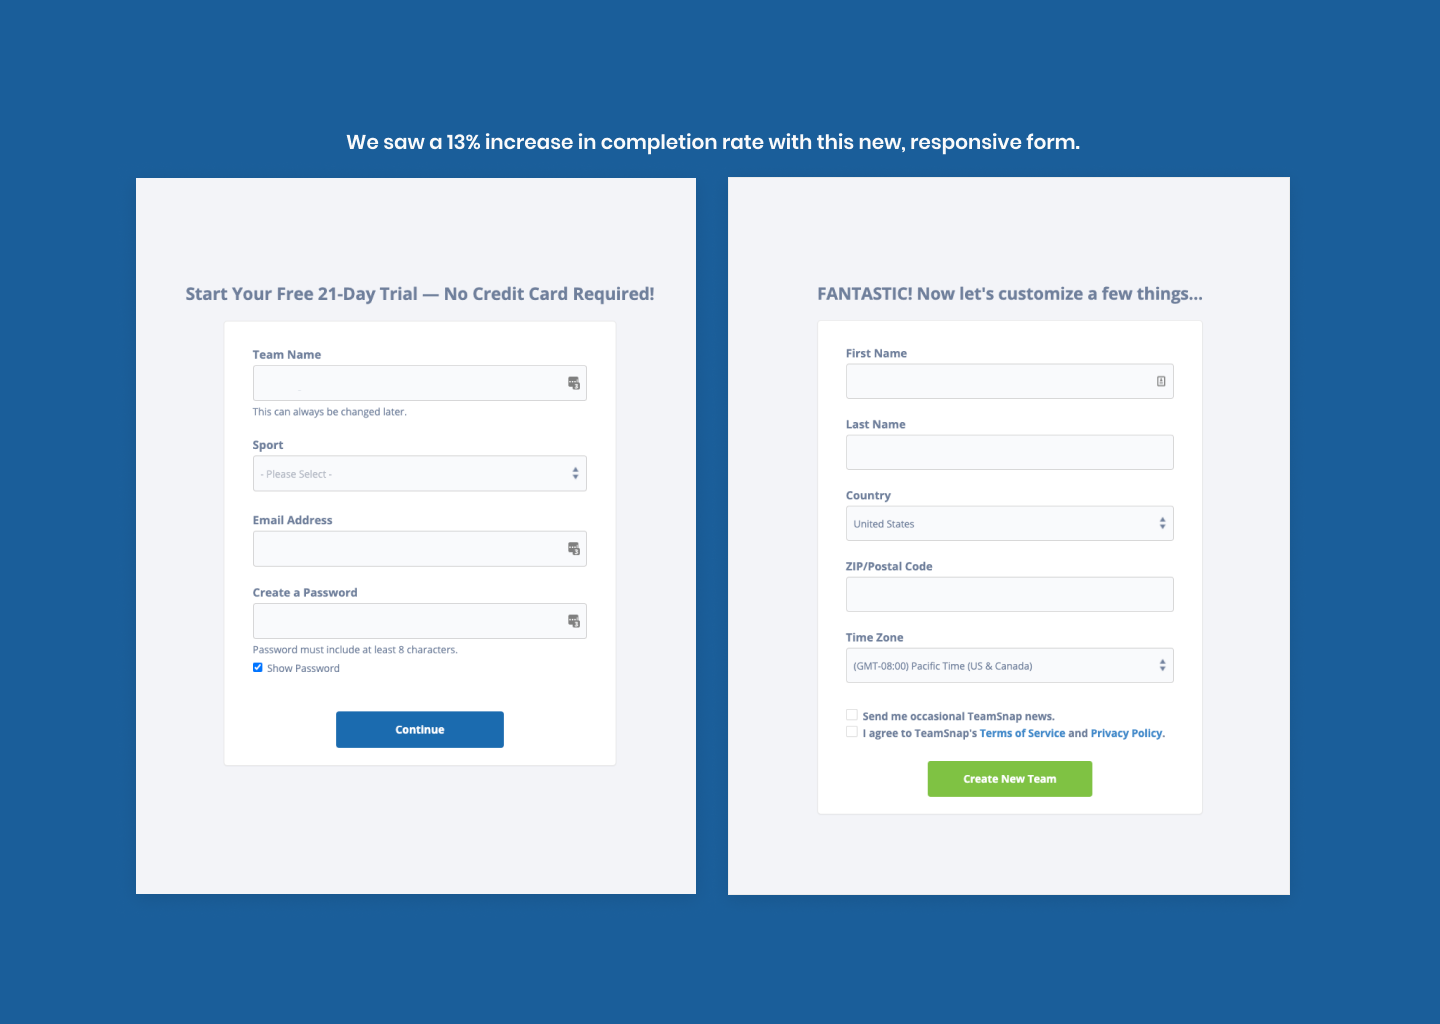 We saw a 13% increase in completion rate with this new, responsive form.
Start Your Free 21-Day Trial — No Credit Card Required!
Team Name
This can always be changed later.
Sport
- Please Select -
Email Address
Create a Password
Password must include at least 8 characters.
Show Password
Continue
FANTASTIC! Now let's customize a few things...
First Name
Last Name
Country
United States
ZIP/Postal Code
Time Zone
(GMT-08:00) Pacific Time (US & Canada)
Send me occasional TeamSnap news.
I agree to TeamSnap's Terms of Service and Privacy Policy.
Create New Team